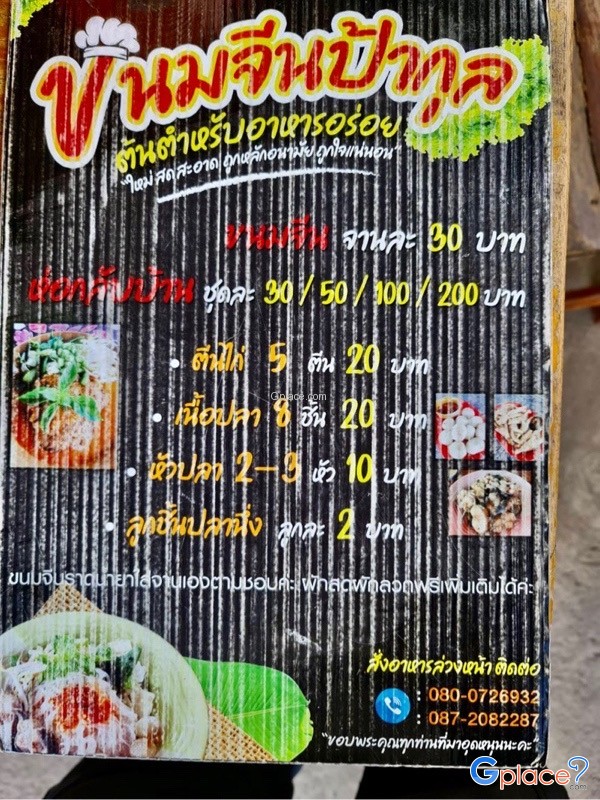 ขนมจีนป้ากุล
ต้นตำหรับอาหารอร่อย
"ใหม่ สด สะอาด ถูกหลักอนามัย ถูกใจแน่นอน"
ขนมจีน จานละ 30 บาท
ห่อกลับบ้าน ชุดละ 30 / 50 / 100 / 200 บาท
• ตีนไก่ 5 ตีน 20 บาท
Gplace.com
• เนื้อปลา 8 ชิ้น 20 บาท
• หัวปลา 2-3 หัว 10 บาท
• ลูกชิ้นปลานึ่ง ลูกละ 2 บาท
ขนมจีนราดน้ำยาใส่จานเองตามชอบค่ะ ผักสดผักลวกฟรีเพิ่มเติมได้ค่ะ
สั่งอาหารล่วงหน้า ติดต่อ
: 080-0726932
: 087-2082287
"ขอบพระคุณทุกท่านที่มาอุดหนุนนะคะ"
Gplace
.com